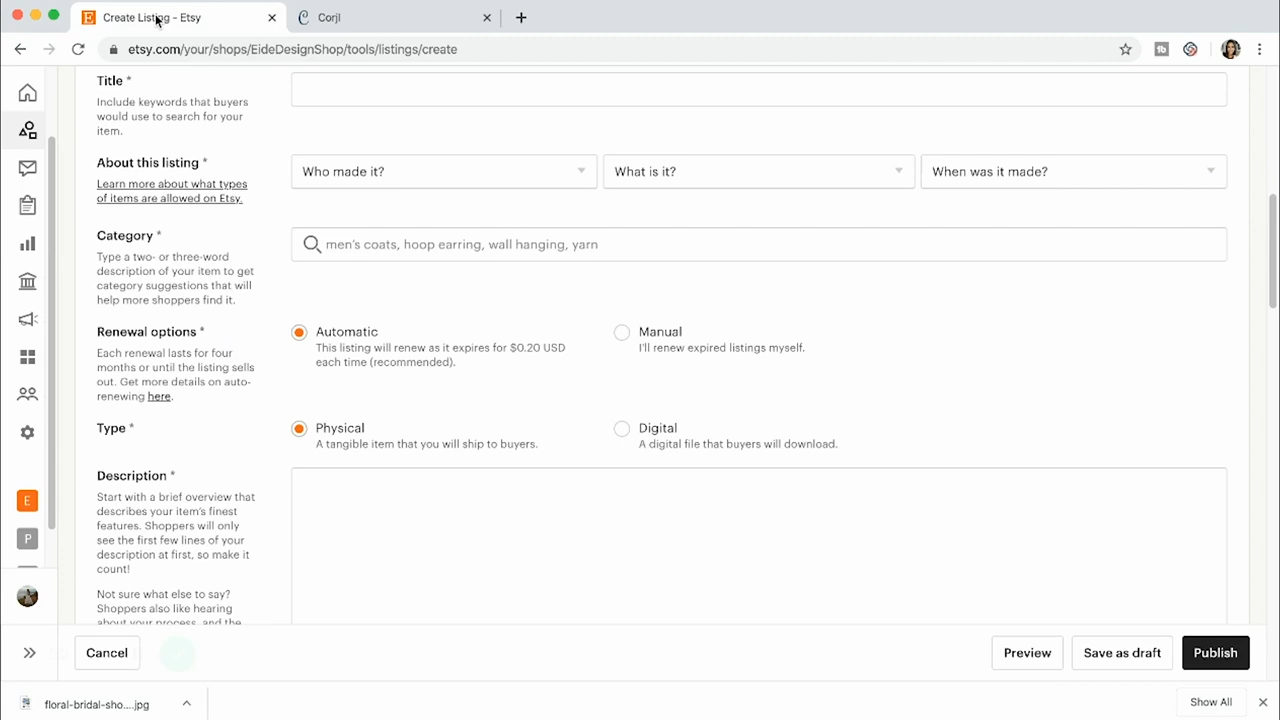 Create Listing - Etsy
Corjl
etsy.com/your/shops/EideDesignShop/tools/listings/create
Title *
Include keywords that buyers
would use to search for your
item.
About this listing *
Learn more about what types
of items are allowed on Etsy.
Who made it?
What is it?
When was it made?
Category *
Type a two- or three-word
description of your item to get
category suggestions that will
help more shoppers find it.
men's coats, hoop earring, wall hanging, yarn
Renewal options *
Each renewal lasts for four
months or until the listing sells
out. Get more details on auto-
renewing here.
Automatic
This listing will renew as it expires for $0.20 USD
each time (recommended).
Manual
I'll renew expired listings myself.
Type *
Physical
A tangible item that you will ship to buyers.
Digital
A digital file that buyers will download.
Description *
Start with a brief overview that
describes your item's finest
features. Shoppers will only
see the first few lines of your
description at first, so make it
count!
Not sure what else to say?
Shoppers also like hearing
about your process, and the
E
P
Cancel
Preview
Save as draft
Publish
floral-bridal-sho....jpg
Show All